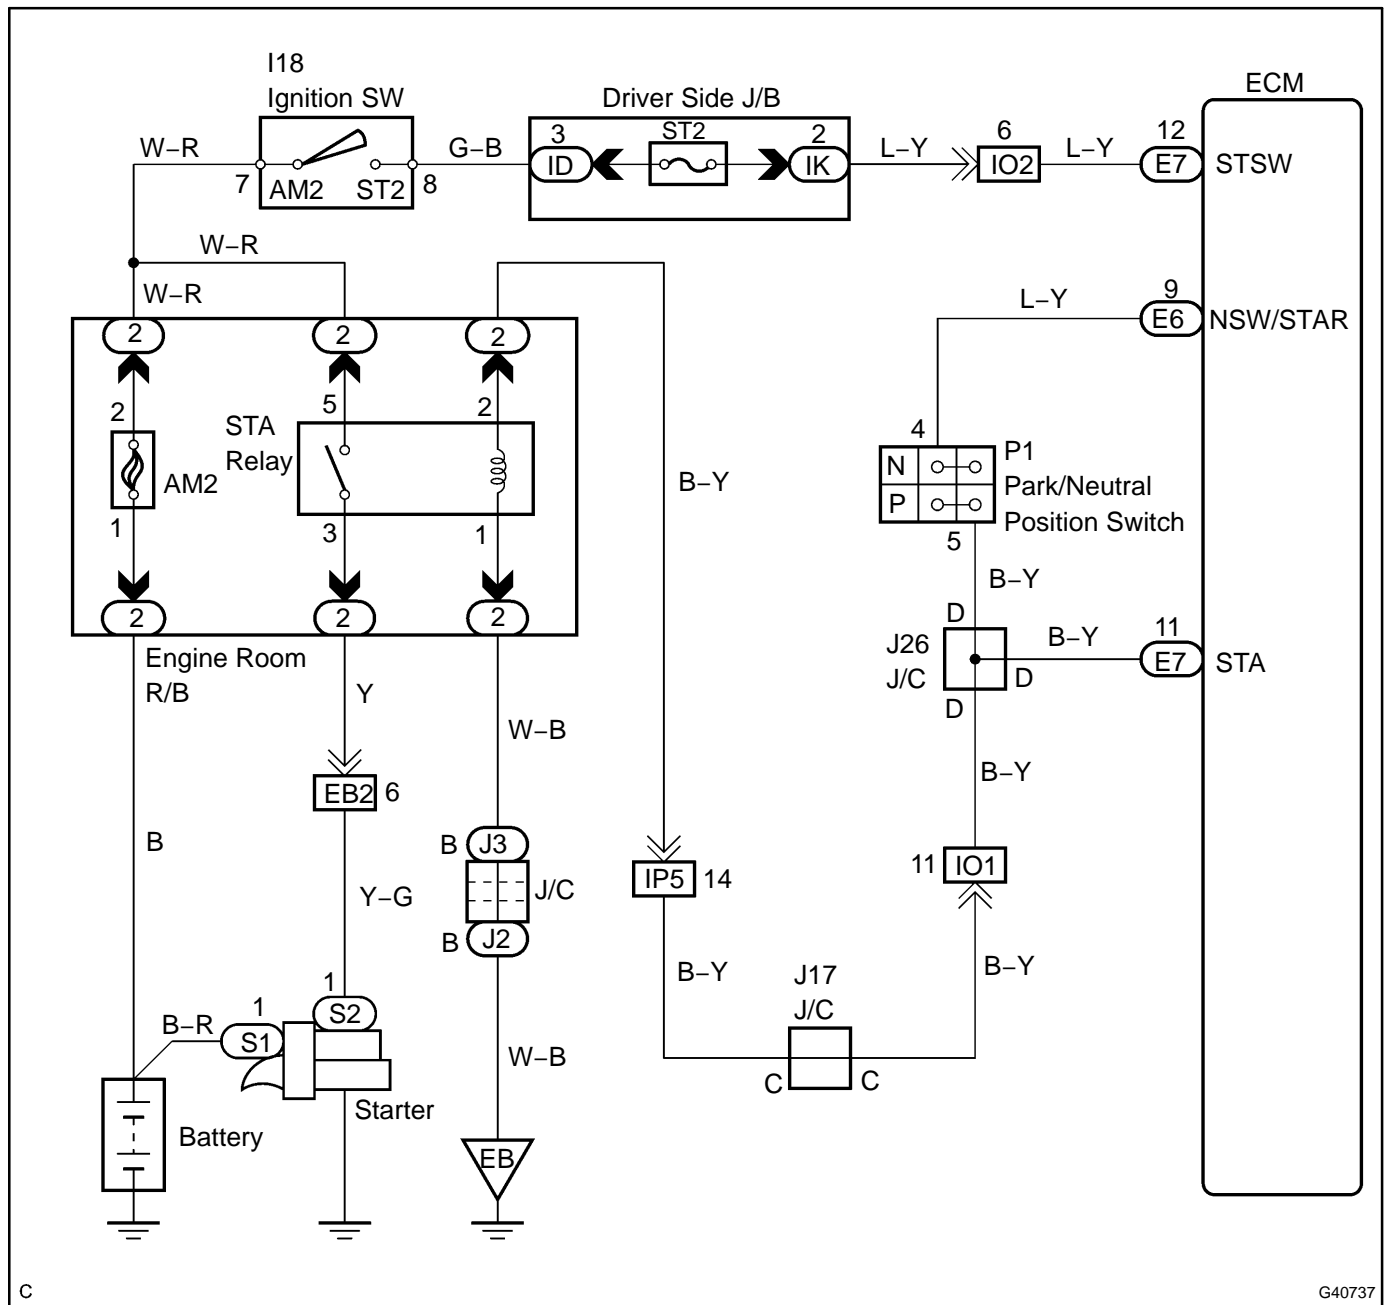 I18
Ignition SW
Driver Side J/B
ECM
W–R
7
AM2
ST2
8
G–B
3
ID
ST2
2
IK
L–Y
6
IO2
L–Y
12
E7
STSW
W–R
W–R
L–Y
9
E6
NSW/STAR
2
2
2
2
5
2
STA
Relay
AM2
1
3
1
B–Y
4
N
P
P1
Park/Neutral
Position Switch
5
B–Y
2
2
2
Engine Room
R/B
D
J26
J/C
D
D
B–Y
11
E7
STA
Y
W–B
B–Y
EB2
6
B
B
J3
J/C
B
J2
Y–G
IP5
14
11
IO1
B–Y
B–Y
J17
J/C
C
C
1
S2
B–R
1
S1
W–B
Starter
Battery
EB
C
G40737